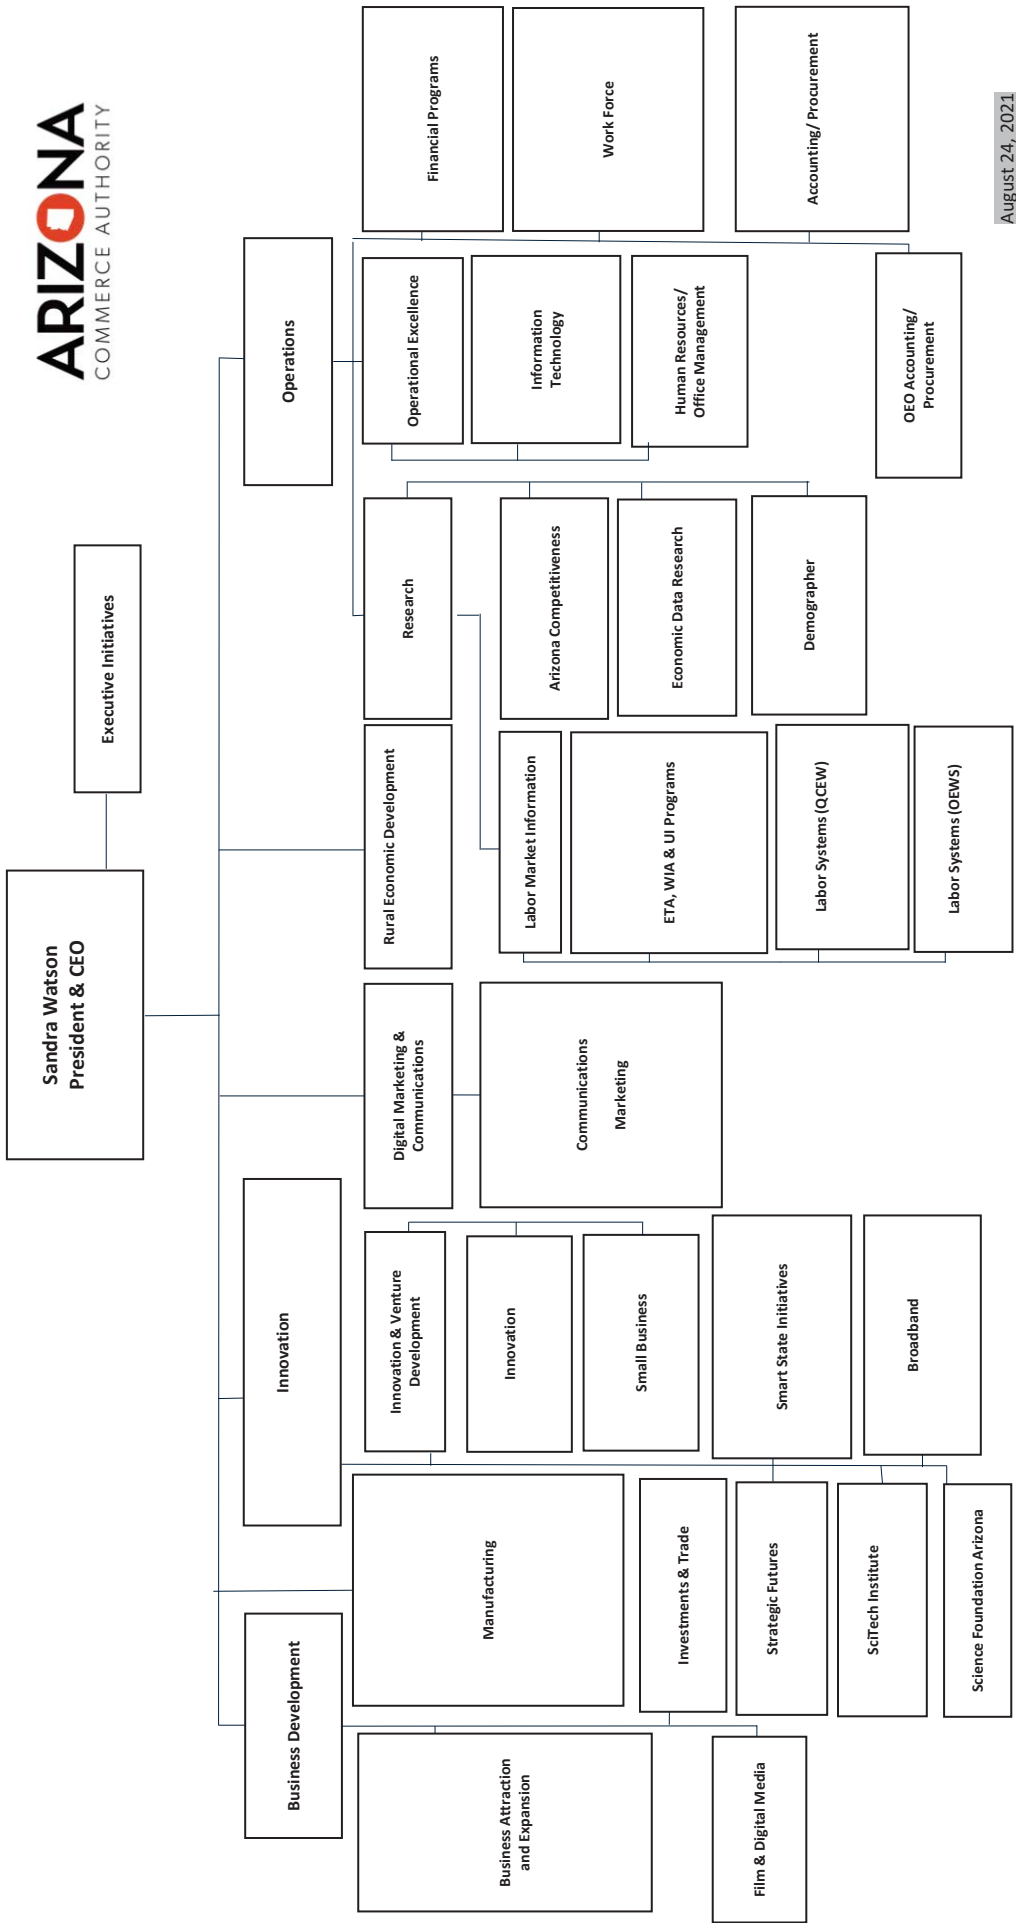 ARIZONA
COMMERCE AUTHORITY
Sandra Watson
President & CEO
Executive Initiatives
Business Development
Innovation
Operations
Business Attraction
and Expansion
Film & Digital Media
Manufacturing
Investments & Trade
Strategic Futures
SciTech Institute
Science Foundation Arizona
Innovation & Venture
Development
Innovation
Small Business
Smart State Initiatives
Broadband
Digital Marketing &
Communications
Communications
Marketing
Rural Economic Development
Labor Market Information
ETA, WIA & UI Programs
Labor Systems (QCEW)
Labor Systems (OEWS)
Research
Arizona Competitiveness
Economic Data Research
Demographer
Operational Excellence
Information
Technology
Human Resources/
Office Management
OEO Accounting/
Procurement
Financial Programs
Work Force
Accounting/ Procurement
August 24, 2021